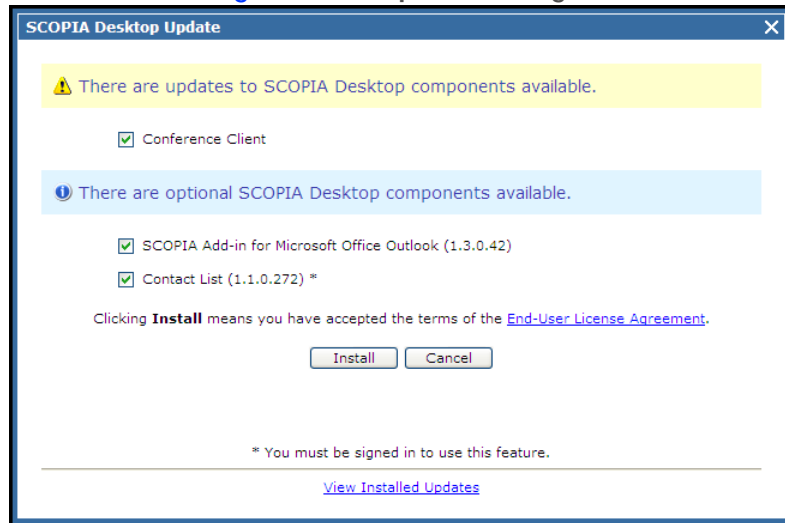 SCOPIA Desktop Update
There are updates to SCOPIA Desktop components available.
Conference Client
There are optional SCOPIA Desktop components available.
SCOPIA Add-in for Microsoft Office Outlook (1.3.0.42)
Contact List (1.1.0.272) *
Clicking Install means you have accepted the terms of the End-User License Agreement.
Install Cancel
* You must be signed in to use this feature.
View Installed Updates